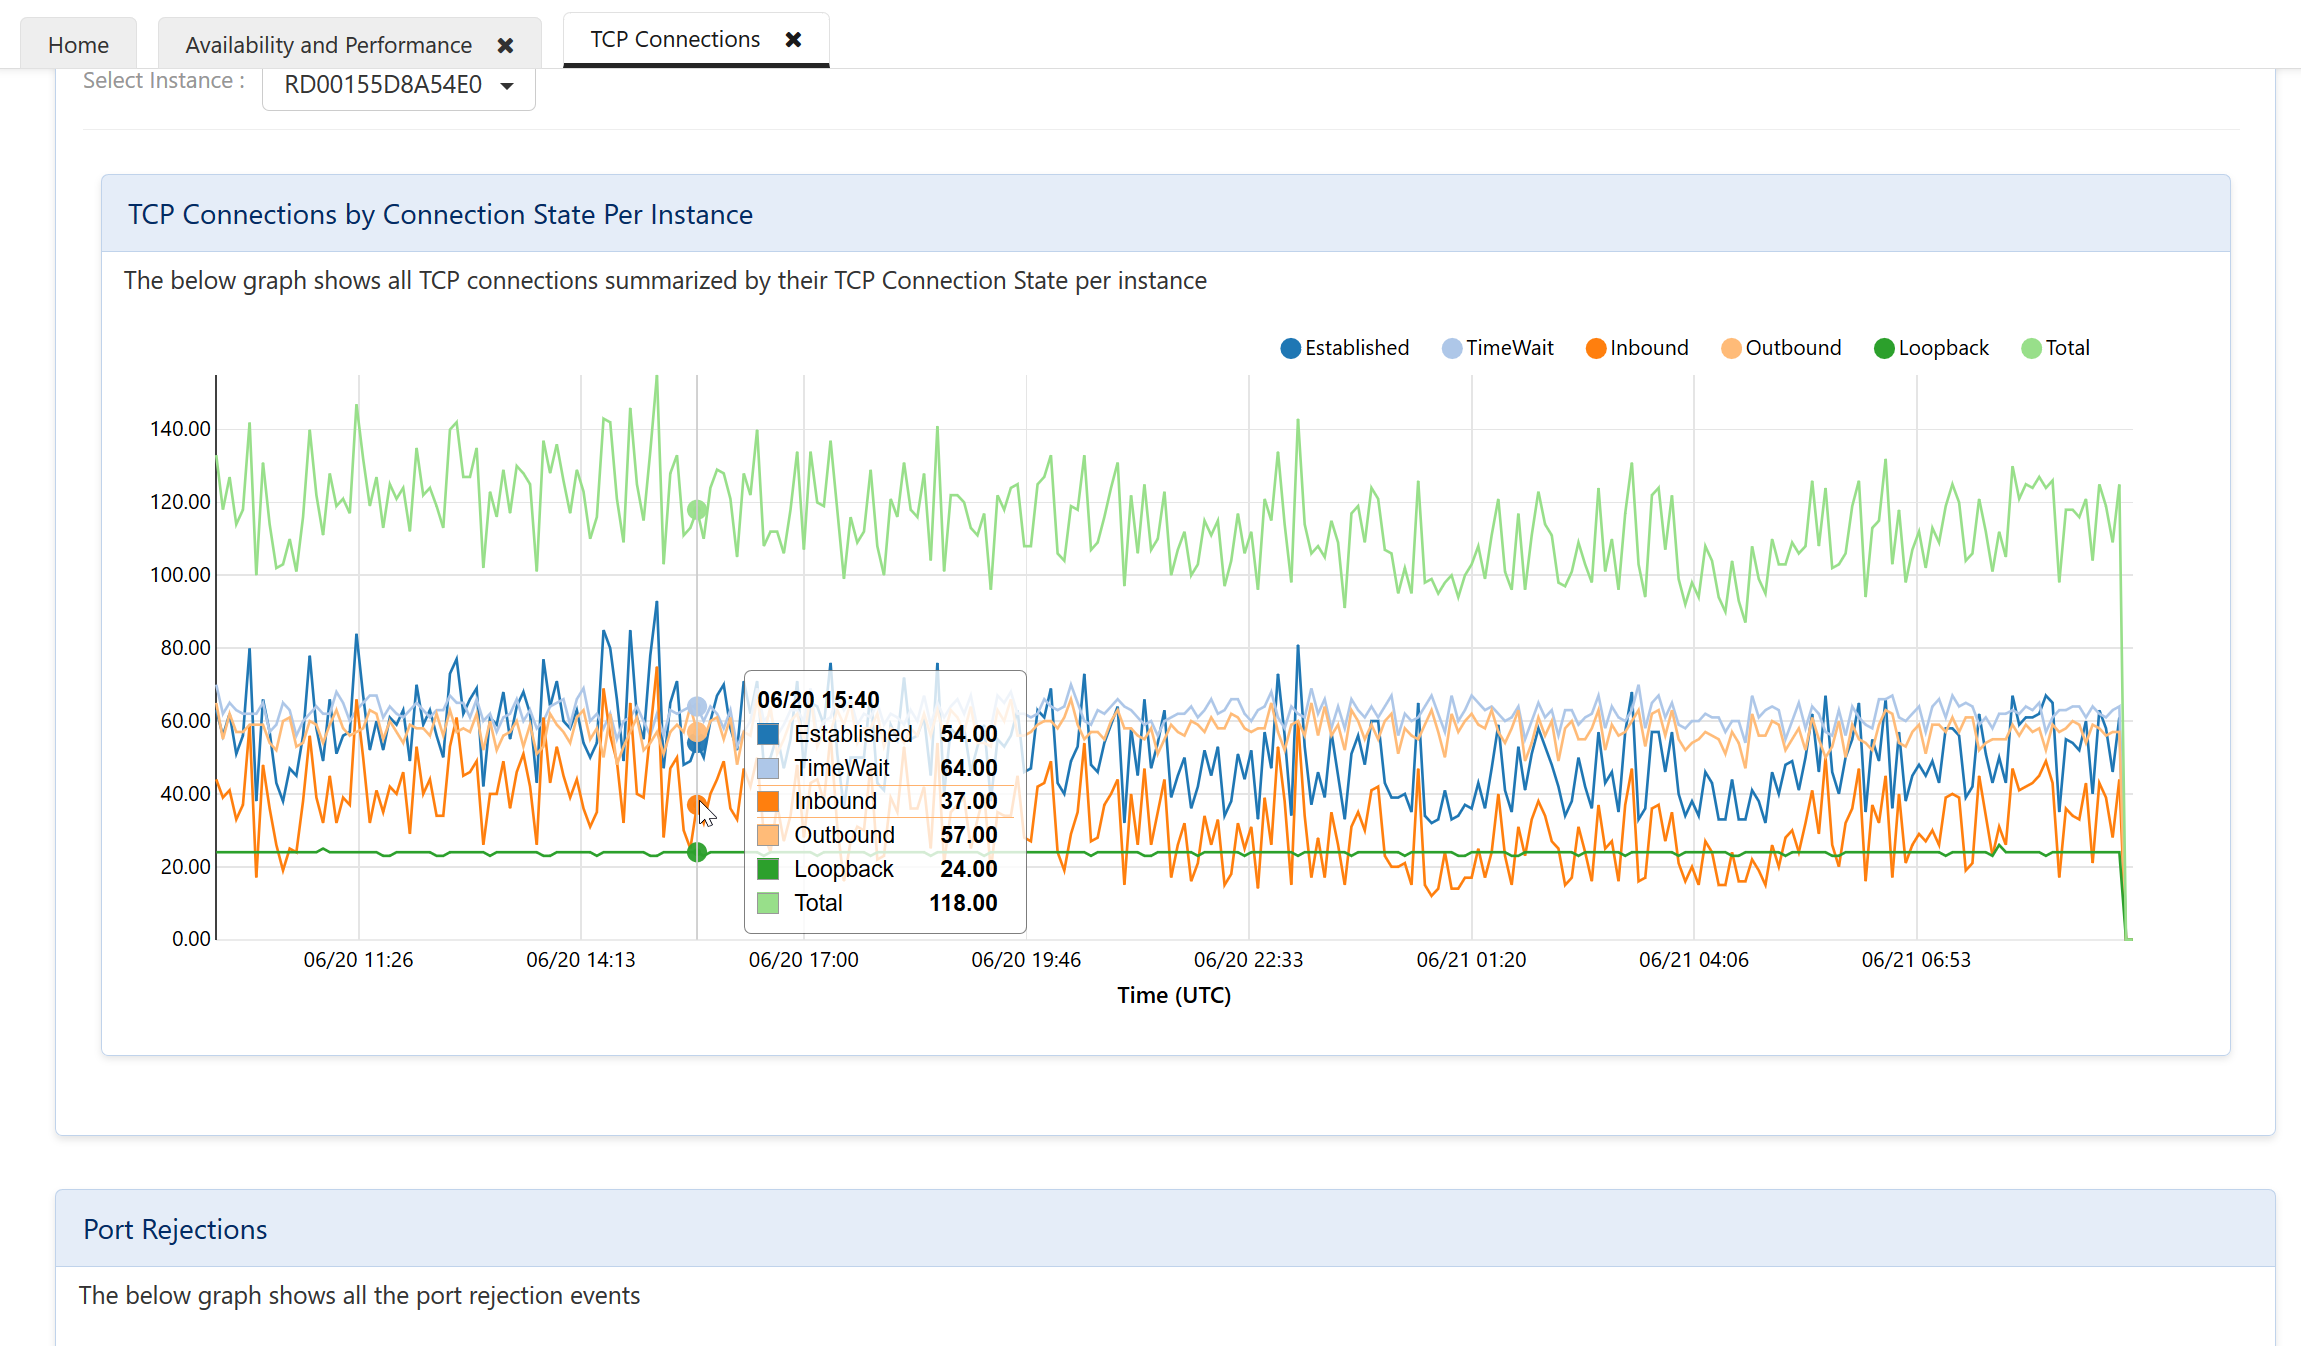 Home
Availability and Performance ✖
TCP Connections ✖
Select Instance :
RD00155D8A54E0
TCP Connections by Connection State Per Instance
The below graph shows all TCP connections summarized by their TCP Connection State per instance
Established TimeWait Inbound Outbound Loopback Total
140.00
120.00
100.00
80.00
60.00
40.00
20.00
0.00
06/20 15:40
Established 54.00
TimeWait 64.00
Inbound 37.00
Outbound 57.00
Loopback 24.00
Total 118.00
06/20 11:26 06/20 14:13 06/20 17:00 06/20 19:46 06/20 22:33 06/21 01:20 06/21 04:06 06/21 06:53
Time (UTC)
Port Rejections
The below graph shows all the port rejection events